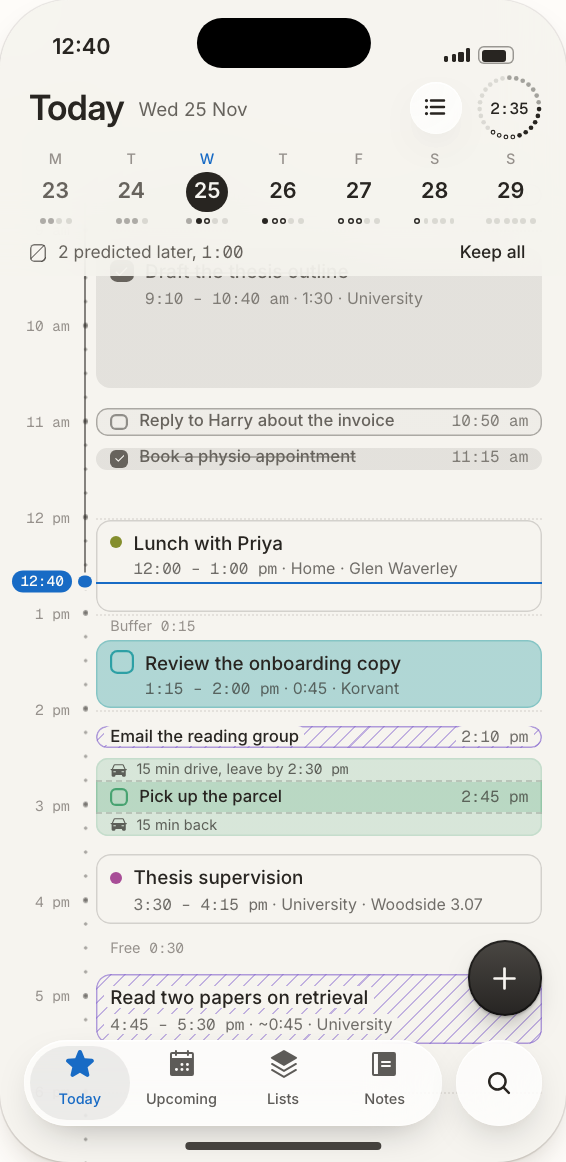 12:40
Today Wed 25 Nov
2:35
M T W T F S S
23 24 25 26 27 28 29
2 predicted later, 1:00 Keep all
Draft the thesis outline
9:10 – 10:40 am · 1:30 · University
10 am
11 am
Reply to Harry about the invoice 10:50 am
Book a physio appointment 11:15 am
12 pm
Lunch with Priya
12:00 – 1:00 pm · Home · Glen Waverley
12:40
1 pm
Buffer 0:15
Review the onboarding copy
1:15 – 2:00 pm · 0:45 · Korvant
2 pm
Email the reading group 2:10 pm
15 min drive, leave by 2:30 pm
3 pm
Pick up the parcel 2:45 pm
15 min back
Thesis supervision
3:30 – 4:15 pm · University · Woodside 3.07
4 pm
Free 0:30
5 pm
Read two papers on retrieval
4:45 – 5:30 pm · ~0:45 · University
Today Upcoming Lists Notes